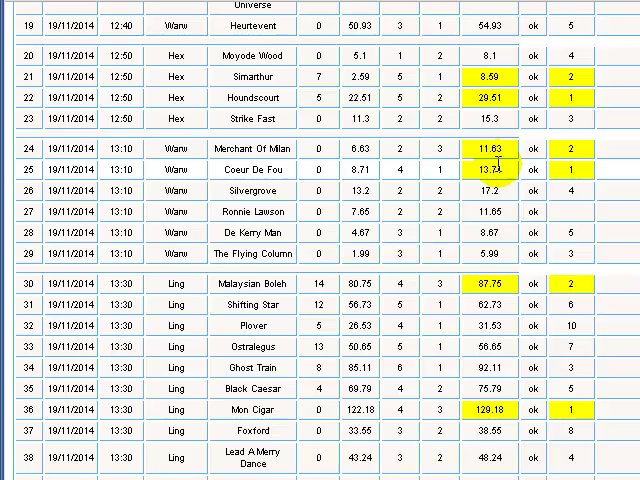 Universe
19 19/11/2014 12:40 Warw Heurtevent 0 50.93 3 1 54.93 ok 5
20 19/11/2014 12:50 Hex Moyode Wood 0 5.1 1 2 8.1 ok 4
21 19/11/2014 12:50 Hex Simarthur 7 2.59 5 1 8.59 ok 2
22 19/11/2014 12:50 Hex Houndscourt 5 22.51 5 2 29.51 ok 1
23 19/11/2014 12:50 Hex Strike Fast 0 11.3 2 2 15.3 ok 3
24 19/11/2014 13:10 Warw Merchant Of Milan 0 6.63 2 3 11.63 ok 2
25 19/11/2014 13:10 Warw Coeur De Fou 0 8.71 4 1 13.71 ok 1
26 19/11/2014 13:10 Warw Silvergrove 0 13.2 2 2 17.2 ok 4
27 19/11/2014 13:10 Warw Ronnie Lawson 0 7.65 2 2 11.65 ok
28 19/11/2014 13:10 Warw De Kerry Man 0 4.67 3 1 8.67 ok 5
29 19/11/2014 13:10 Warw The Flying Column 0 1.99 3 1 5.99 ok 3
30 19/11/2014 13:30 Ling Malaysian Boleh 14 80.75 4 3 87.75 ok 2
31 19/11/2014 13:30 Ling Shifting Star 12 56.73 5 1 62.73 ok 6
32 19/11/2014 13:30 Ling Plover 5 26.53 4 1 31.53 ok 10
33 19/11/2014 13:30 Ling Ostralegus 13 50.65 5 1 56.65 ok 7
34 19/11/2014 13:30 Ling Ghost Train 8 85.11 6 1 92.11 ok 3
35 19/11/2014 13:30 Ling Black Caesar 4 69.79 4 2 75.79 ok 5
36 19/11/2014 13:30 Ling Mon Cigar 0 122.18 4 3 129.18 ok 1
37 19/11/2014 13:30 Ling Foxford 0 33.55 3 2 38.55 ok 8
38 19/11/2014 13:30 Ling Lead A Merry Dance 0 43.24 3 2 48.24 ok 4